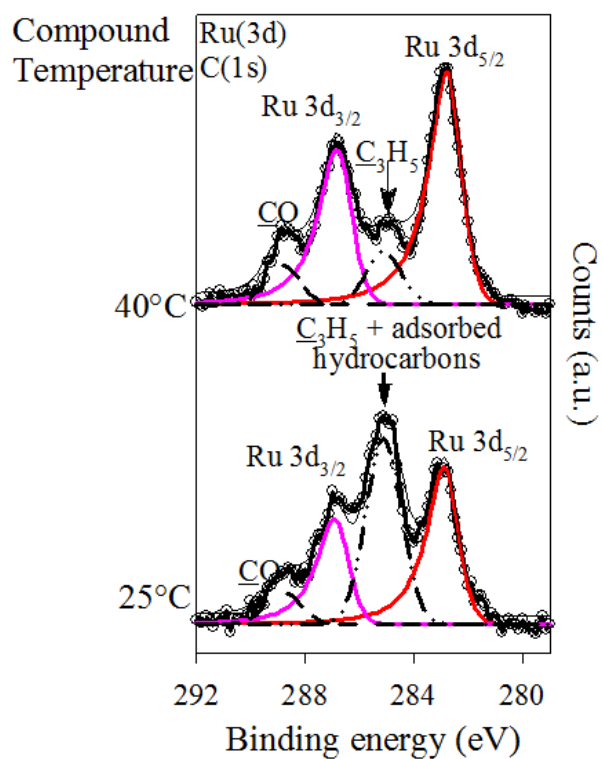 Compound
Temperature
Ru(3d)
C(1s)
Ru 3d5/2
Ru 3d3/2
C3H5
CO
40°C
C3H5 + adsorbed
hydrocarbons
Ru 3d3/2
Ru 3d5/2
CO
25°C
Counts (a.u.)
292 288 284 280
Binding energy (eV)